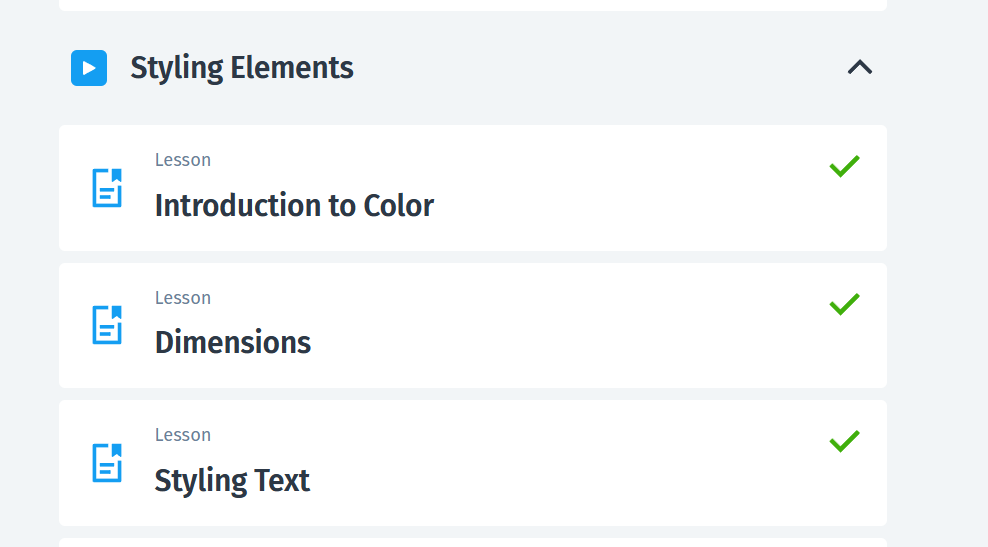 Styling Elements
Lesson
Introduction to Color
Lesson
Dimensions
Lesson
Styling Text